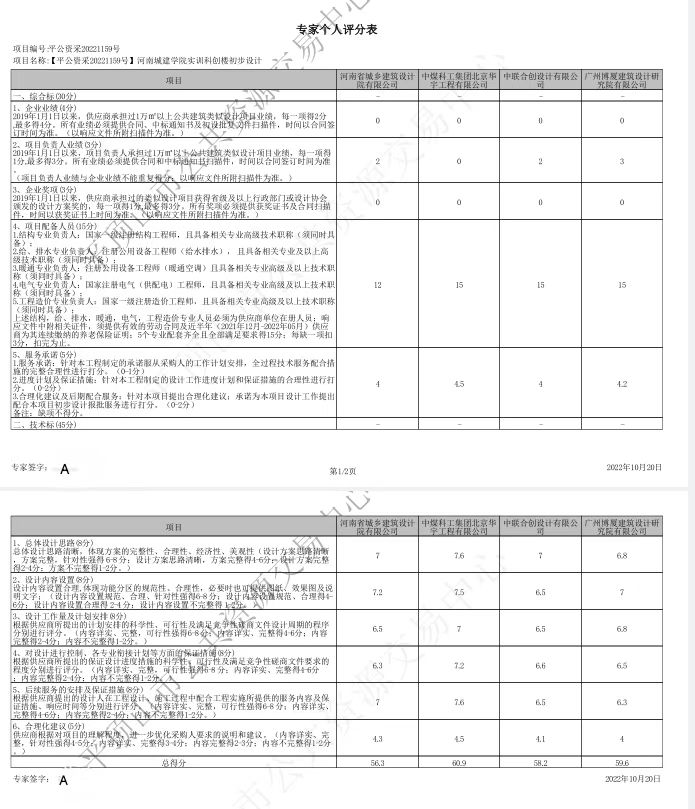 专家个人评分表
项目编号:平公资采20221159号
项目名称:【平公资采20221159号】河南城建学院实训科创楼初步设计
项目 河南省城乡建筑设计院有限公司 中煤科工集团北京华宇工程有限公司 中联合创设计有限公司 广州博厦建筑设计研究院有限公司
一、综合标(30分) - - - -
1、企业业绩(4分)
2019年1月1日以来，供应商承担过1万㎡以上公共建筑类似设计项目业绩，每一项得2分
,最多得4分。所有业绩必须提供合同、中标通知书及初设批复文件扫描件，时间以合同签
订时间为准。（以响应文件所附扫描件为准。）
0 0 0 0
2、项目负责人业绩(3分)
2019年1月1日以来，项目负责人承担过1万㎡以上公共建筑类似设计项目业绩，每一项得
1分,最多得3分。所有业绩必须提供合同和中标通知书扫描件，时间以合同签订时间为准
。
（项目负责人业绩与企业业绩不能重复得分，以响应文件所附扫描件为准。）
2 0 2 3
3、企业奖项(3分)
2019年1月1日以来，供应商承担过的类似设计项目获得省级及以上行政部门或设计协会
颁发的设计方案奖的，每一项得1分,最多得3分。所有奖项必须提供获奖证书及合同扫描
件，时间以获奖证书上时间为准。（以响应文件所附扫描件为准。）
0 0 0 0
4、项目配备人员(15分)
1.结构专业负责人：国家一级注册结构工程师，且具备相关专业高级技术职称（须同时具
备）；
2.给、排水专业负责人：注册公用设备工程师（给水排水），且具备相关专业及以上高
级技术职称（须同时具备）；
3.暖通专业负责人：注册公用设备工程师（暖通空调）且具备相关专业高级及以上技术职
称（须同时具备）；
4.电气专业负责人：国家注册电气（供配电）工程师，且具备相关专业高级及以上技术职
称（须同时具备）；
5.工程造价专业负责人：国家一级注册造价工程师，且具备相关专业高级及以上技术职称
（须同时具备）；
上述结构，给、排水，暖通，电气，工程造价专业人员必须为供应商单位在册人员；响
应文件中附相关证件，须提供有效的劳动合同及近半年（2021年12月-2022年05月）供应
商为其连续缴纳的养老保险证明；5个专业配套齐全且全部满足要求得15分；每缺一项扣
3分，扣完为止。
12 15 15 15
5、服务承诺(5分)
1.服务承诺：针对本工程制定的承诺服从采购人的工作计划安排，全过程技术服务配合措
施的完整合理性进行打分。（0-1分）
2.进度计划及保证措施：针对本工程制定的设计工作进度计划和保证措施的合理性进行打
分。（0-2分）
3.合理化建议及后期配合服务：针对本项目提出合理化建议；承诺为本项目设计工作提出
配合本项目初步设计报批服务进行打分。（0-2分）
备注：缺项不得分。
4 4.5 4 4.2
二、技术标(45分) - - - -
专家签字： A
第1/2页
2022年10月20日
项目 河南省城乡建筑设计院有限公司 中煤科工集团北京华宇工程有限公司 中联合创设计有限公司 广州博厦建筑设计研究院有限公司
1、总体设计思路(8分)
总体设计思路清晰，体现方案的完整性、合理性、经济性、美观性（设计方案思路清晰
，方案完整，针对性强得6-8分；设计方案思路清晰，方案完整得4-6分；设计方案完整
得2-4分；方案不完整得1-2分。）
7 7.6 7 6.8
2、设计内容设置(8分)
设计内容设置合理,体现功能分区的规范性、合理性，必要时也可提供图纸、效果图及说
明文字；（设计内容设置规范、合理、针对性强得6-8分；设计内容设置规范、合理得4-
6分；设计内容设置合理得2-4分；设计内容设置不完整得1-2分。）
7.2 7.5 6.5 7
3、设计工作量及计划安排(8分)
根据供应商所提出的计划安排的科学性、可行性及满足竞争性磋商文件设计周期的程序
分别进行评分。（内容详实、完整，可行性强得6-8分；内容详实、完整得4-6分；内容
完整得2-4分；内容不完整得1-2分。）
6.5 7 6.5 6.8
4、对设计进行控制、各专业衔接计划等方面的保证措施(8分)
根据供应商所提出的保证设计进度措施的科学性、可行性及满足竞争性磋商文件要求的
程度分别进行评分。（内容详实、完整，可行性强得6-8分；内容详实、完整得4-6分
；内容完整得2-4分；内容不完整得1-2分。）
6.3 7.2 6.6 6.5
5、后续服务的安排及保证措施(8分)
根据供应商提出的设计人在工程设计、施工过程中配合工程实施所提供的服务内容及保
证措施、响应时间等分别进行评分。（内容详实、完整，可行性强得6-8分；内容详实、
完整得4-6分；内容完整得2-4分；内容不完整得1-2分。）
7 7.6 6.5 6.3
6、合理化建议(5分)
供应商根据对项目的理解程度，进一步优化采购人要求的说明和建议。（内容详实、完
整，针对性强得4-5分；内容详实、完整得3-4分；内容完整得2-3分；内容不完整得1-2分
4.3 4.5 4.1 4
总得分 56.3 60.9 58.2 59.6
专家签字： A
2022年10月20日